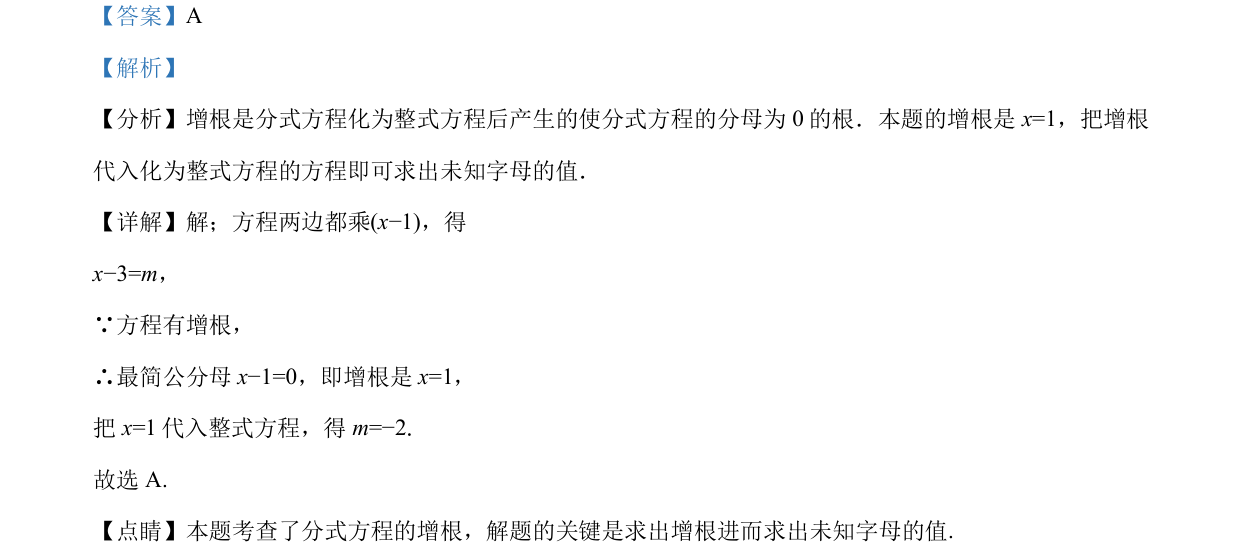 【答案】A
【解析】
【分析】增根是分式方程化为整式方程后产生的使分式方程的分母为 0 的根．本题的增根是 x=1，把增根
代入化为整式方程的方程即可求出未知字母的值．
【详解】解；方程两边都乘(x−1)，得
x−3=m，
∵方程有增根，
∴最简公分母 x−1=0，即增根是 x=1，
把 x=1 代入整式方程，得 m=−2．
故选 A.
【点睛】本题考查了分式方程的增根，解题的关键是求出增根进而求出未知字母的值.